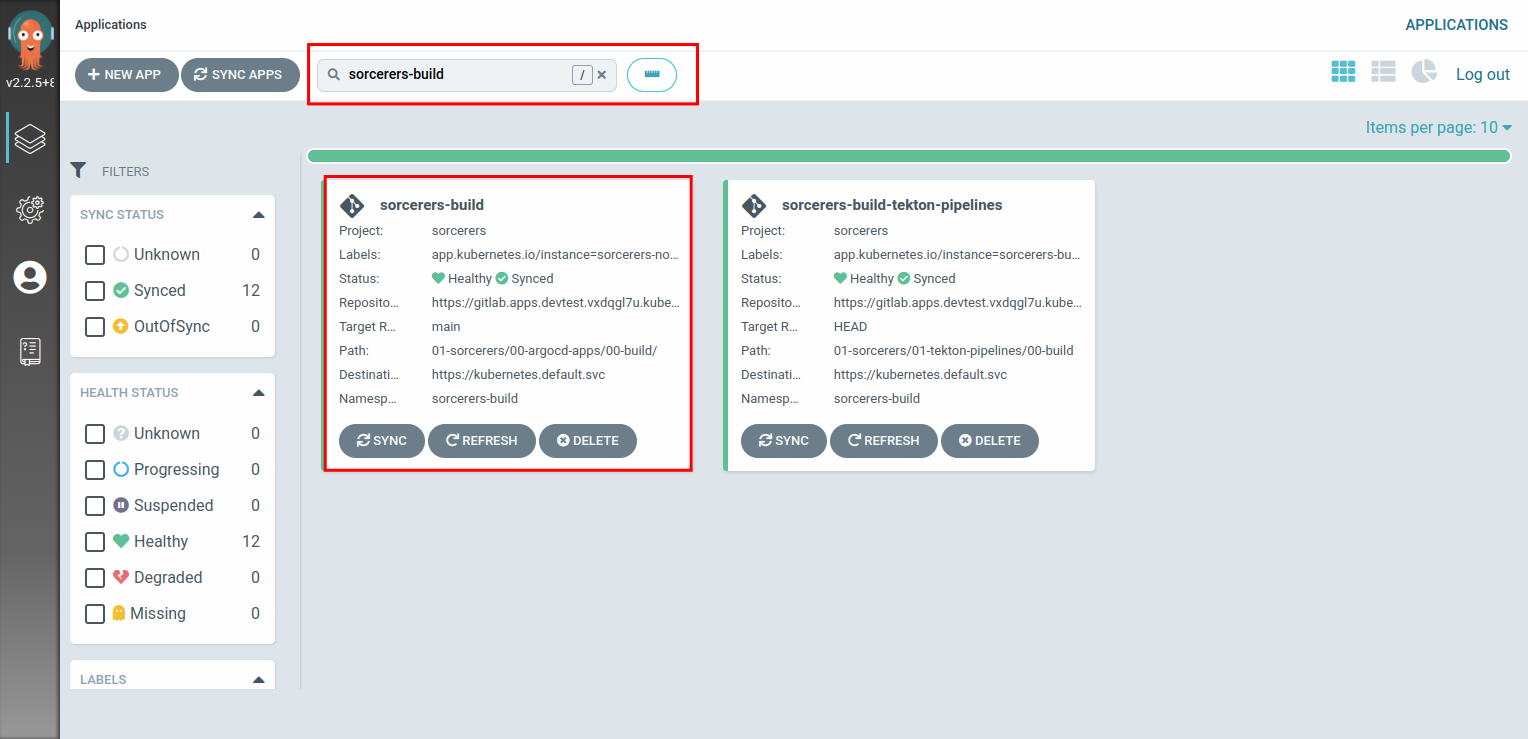 Applications
APPLICATIONS
v2.2.5+8
NEW APP
SYNC APPS
sorcerers-build
/
Log out
Items per page: 10
FILTERS
SYNC STATUS
Unknown 0
Synced 12
OutOfSync 0
HEALTH STATUS
Unknown 0
Progressing 0
Suspended 0
Healthy 12
Degraded 0
Missing 0
LABELS
sorcerers-build
Project: sorcerers
Labels: app.kubernetes.io/instance=sorcerers-no...
Status: Healthy Synced
Reposito... https://gitlab.apps.devtest.vxdqgl7u.kube...
Target R... main
Path: 01-sorcerers/00-argocd-apps/00-build/
Destinati... https://kubernetes.default.svc
Namesp... sorcerers-build
SYNC REFRESH DELETE
sorcerers-build-tekton-pipelines
Project: sorcerers
Labels: app.kubernetes.io/instance=sorcerers-bu...
Status: Healthy Synced
Reposito... https://gitlab.apps.devtest.vxdqgl7u.kube...
Target R... HEAD
Path: 01-sorcerers/01-tekton-pipelines/00-build
Destinati... https://kubernetes.default.svc
Namesp... sorcerers-build
SYNC REFRESH DELETE